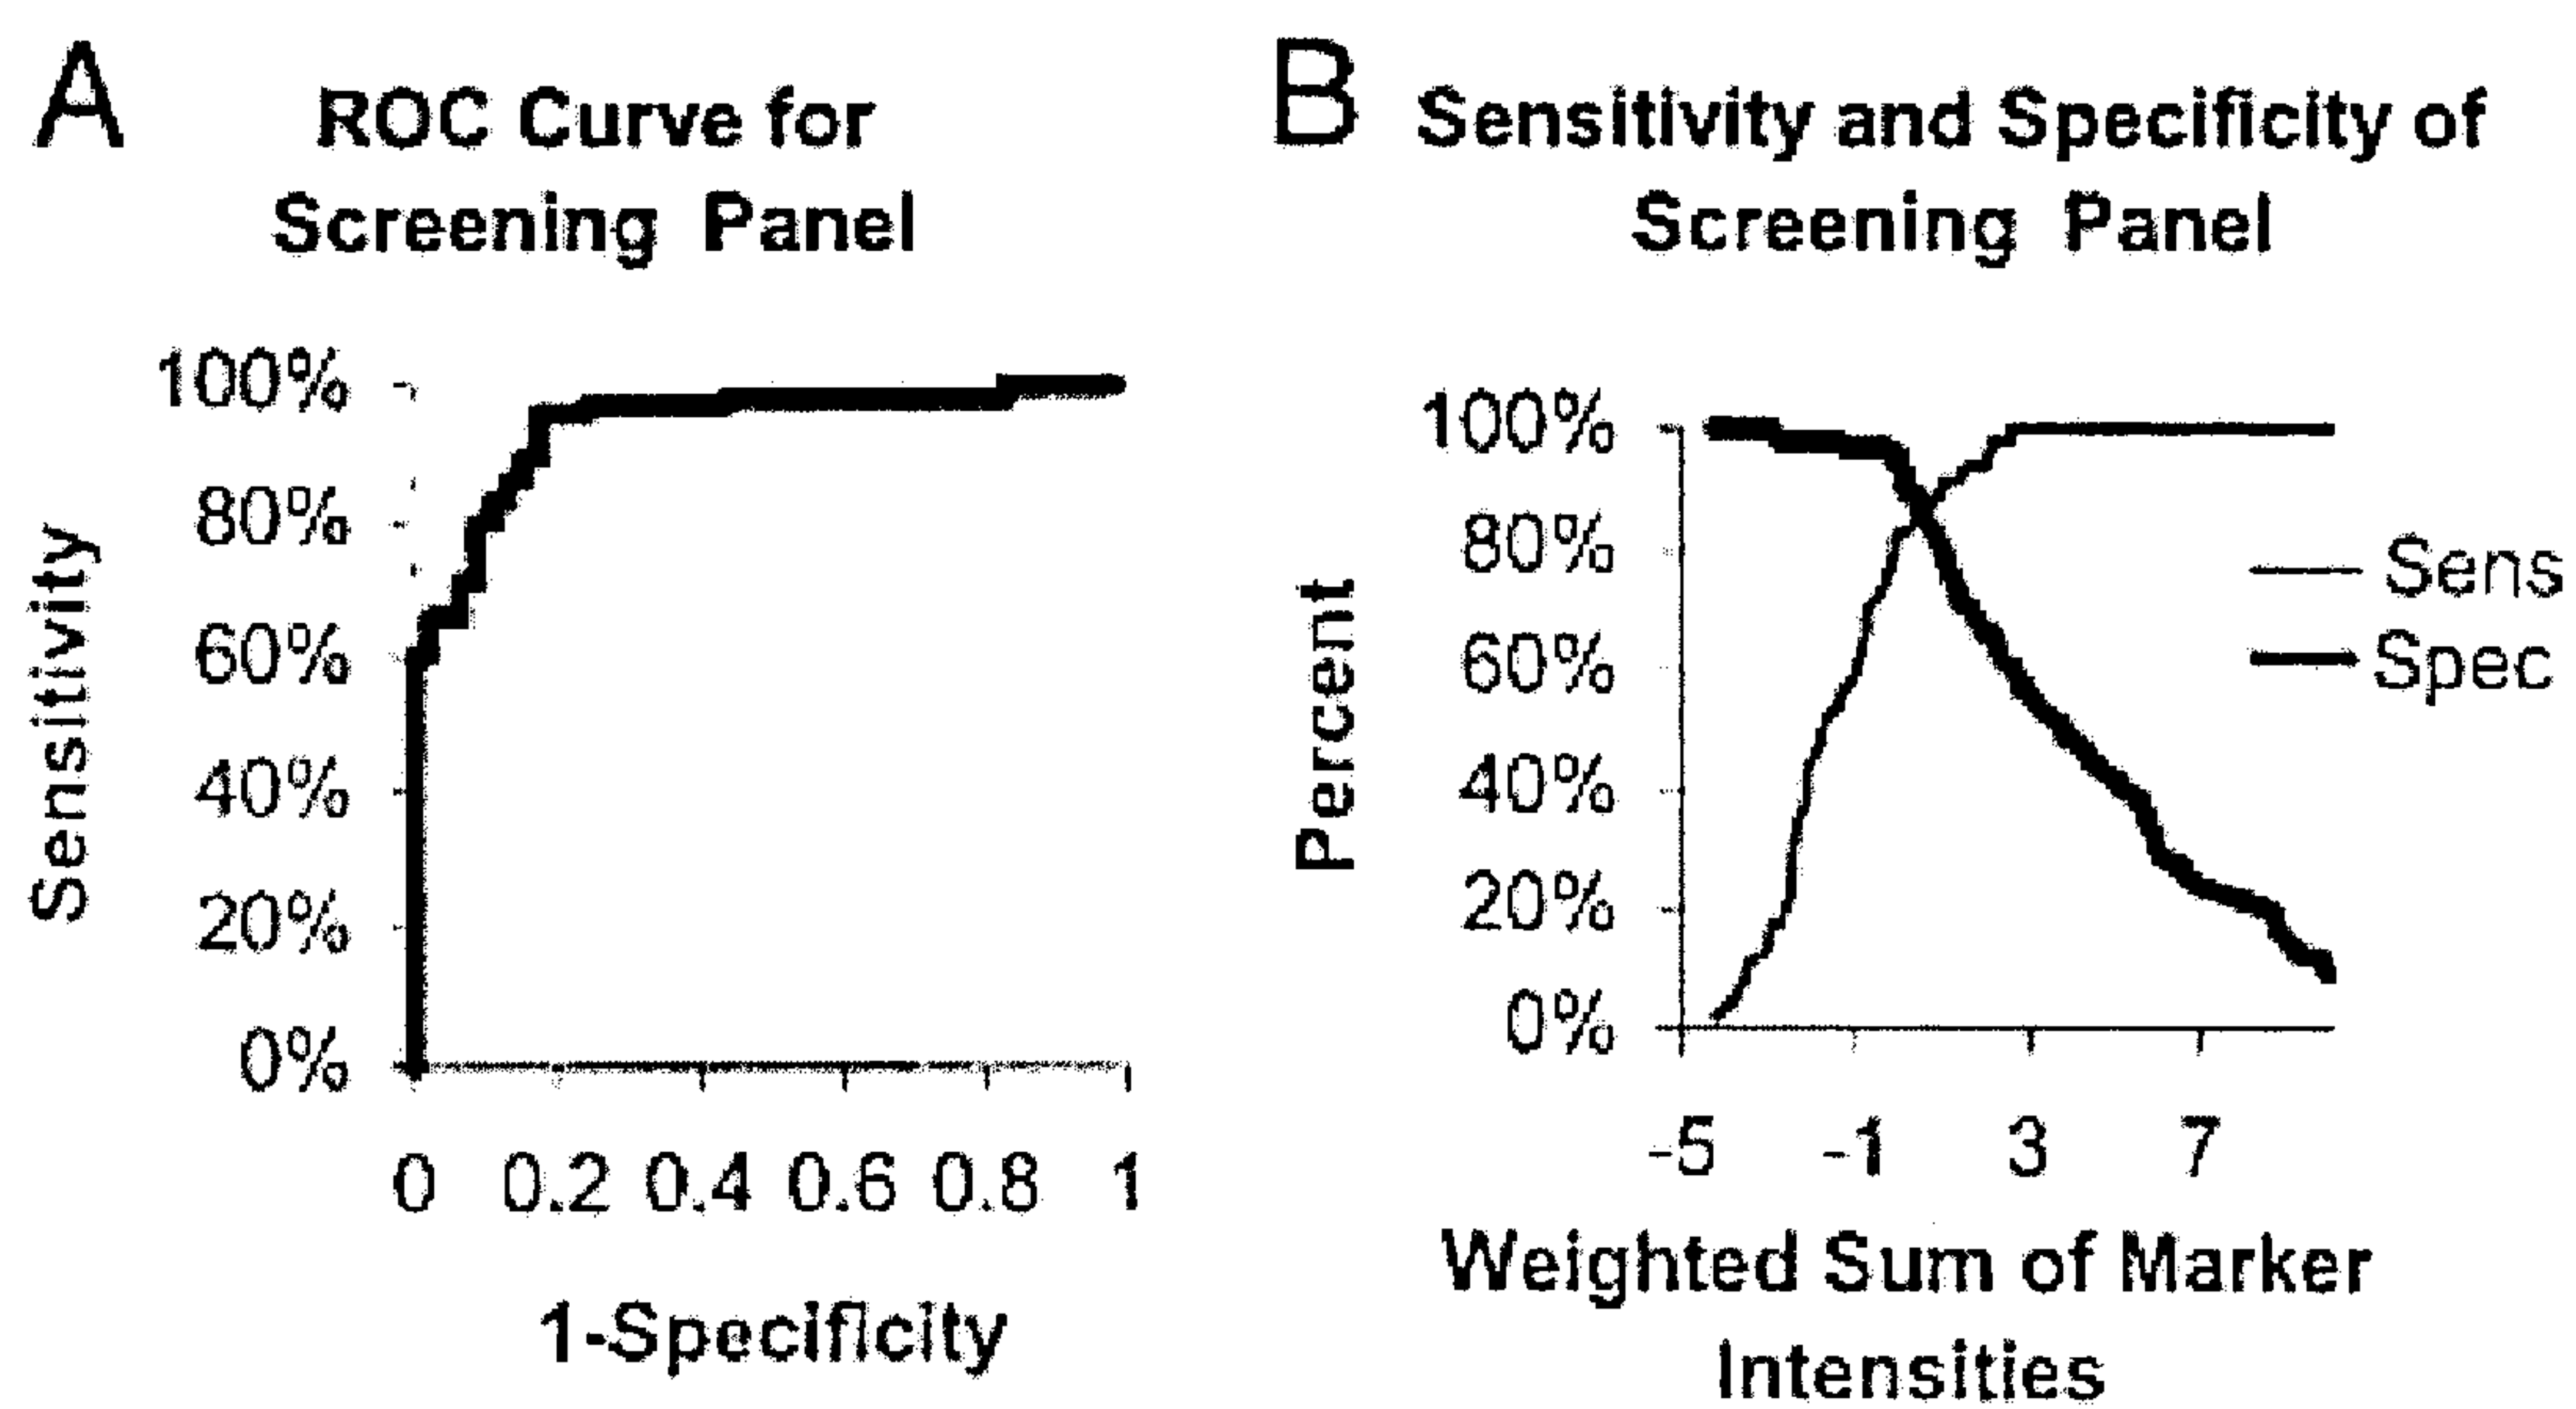 A
ROC Curve for
Screening Panel
100%
80%
60%
40%
20%
0%
Sensitivity
0 0.2 0.4 0.6 0.8 1
1-Specificity
B
Sensitivity and Specificity of
Screening Panel
100%
80%
60%
40%
20%
0%
Percent
Sens
Spec
-5 -1 3 7
Weighted Sum of Marker
Intensities